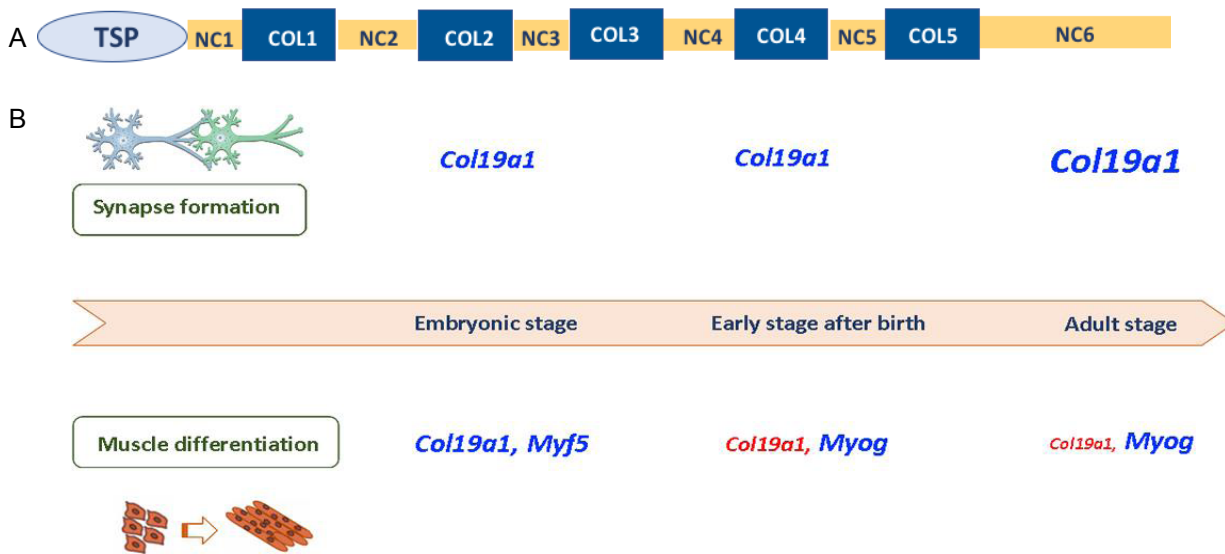 A TSP NC1 COL1 NC2 COL2 NC3 COL3 NC4 COL4 NC5 COL5 NC6
B
Col19a1 Col19a1 Col19a1
Synapse formation
Embryonic stage Early stage after birth Adult stage
Muscle differentiation Col19a1, Myf5 Col19a1, Myog Col19a1, Myog